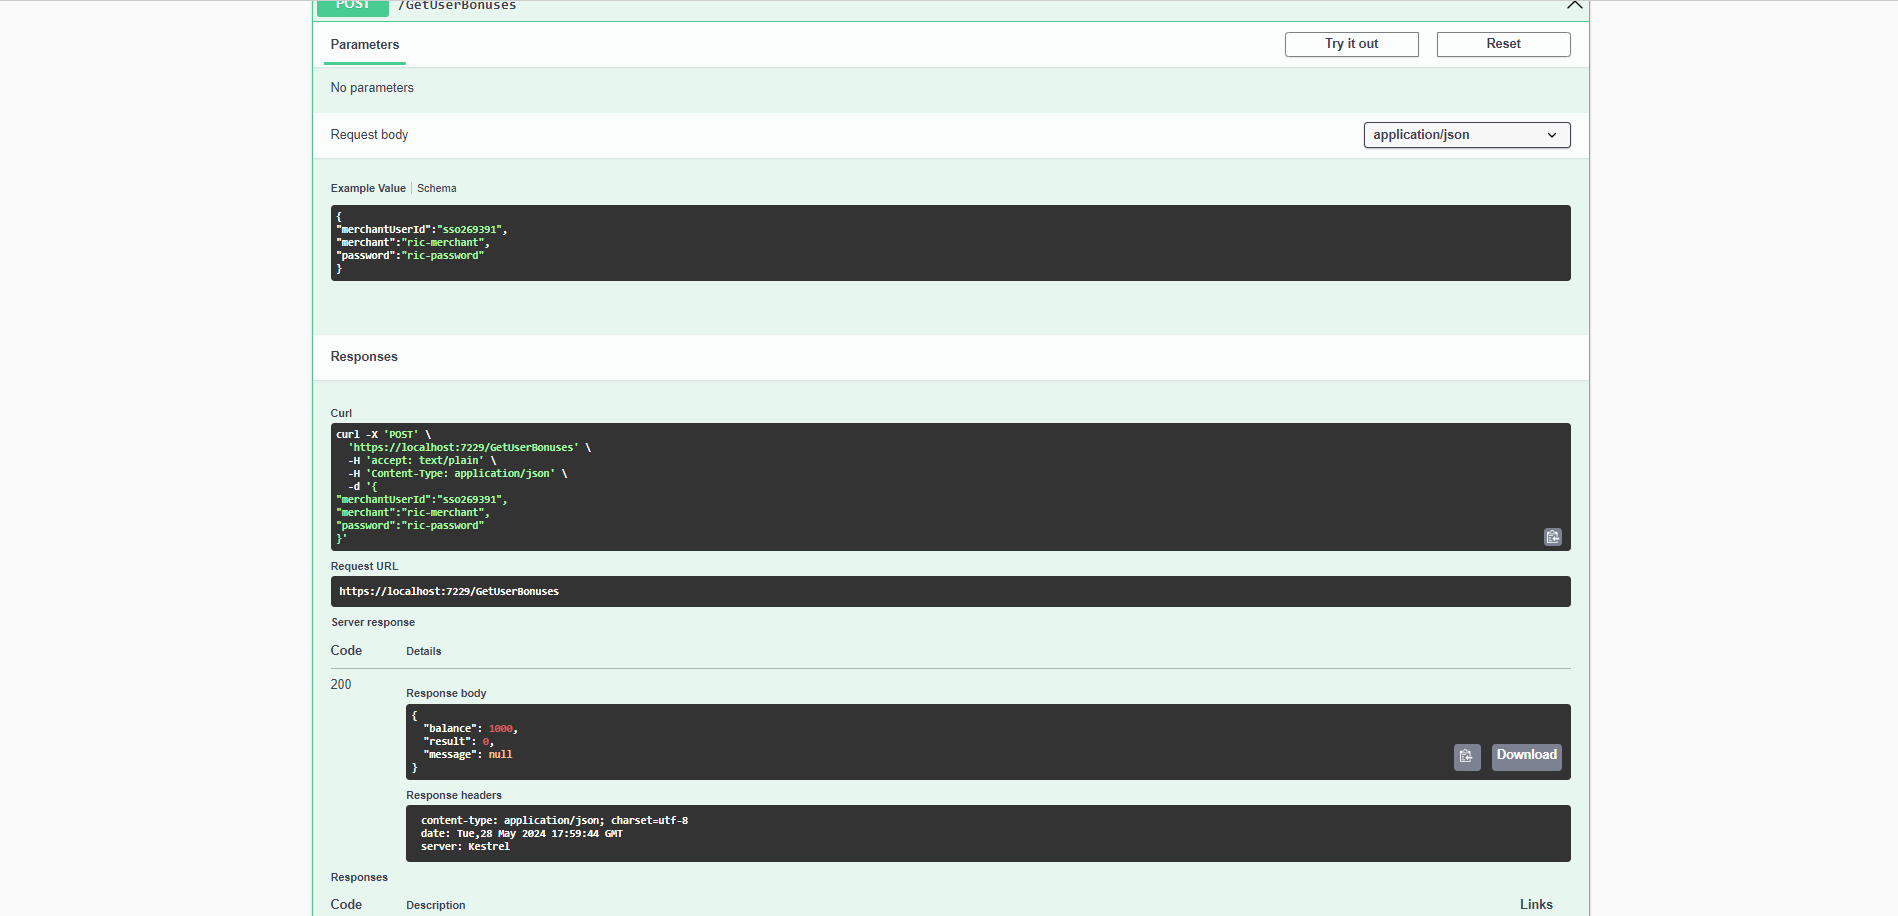 POST /GetUserBonuses
Parameters
Try it out
Reset
No parameters
Request body
application/json
Example Value
Schema
{
"merchantUserId":"sso269391",
"merchant":"ric-merchant",
"password":"ric-password"
}
Responses
Curl
curl -X 'POST' \
'https://localhost:7229/GetUserBonuses' \
-H 'accept: text/plain' \
-H 'Content-Type: application/json' \
-d '{
"merchantUserId":"sso269391",
"merchant":"ric-merchant",
"password":"ric-password"
}'
Request URL
https://localhost:7229/GetUserBonuses
Server response
Code Details
200
Response body
{
"balance": 1000,
"result": 0,
"message": null
}
Download
Response headers
content-type: application/json; charset=utf-8
date: Tue,28 May 2024 17:59:44 GMT
server: Kestrel
Responses
Code Description Links